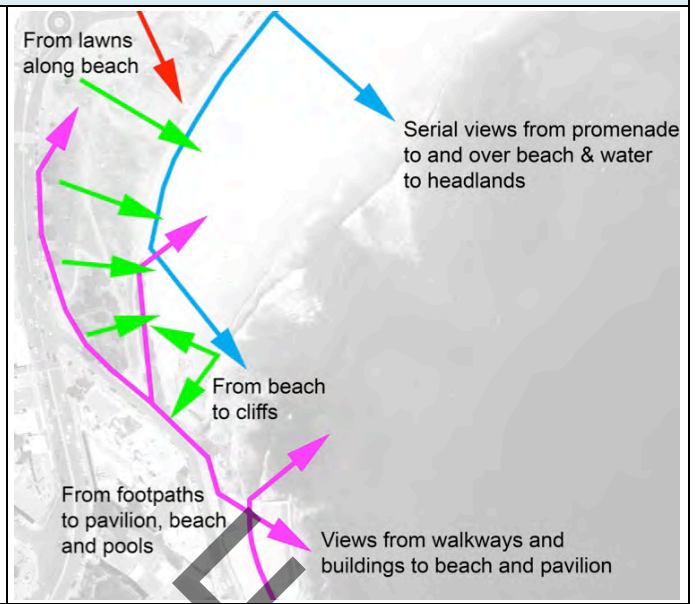 From lawns
along beach
Serial views from promenade
to and over beach & water
to headlands
From beach
to cliffs
From footpaths
to pavilion, beach
and pools
Views from walkways and
buildings to beach and pavilion